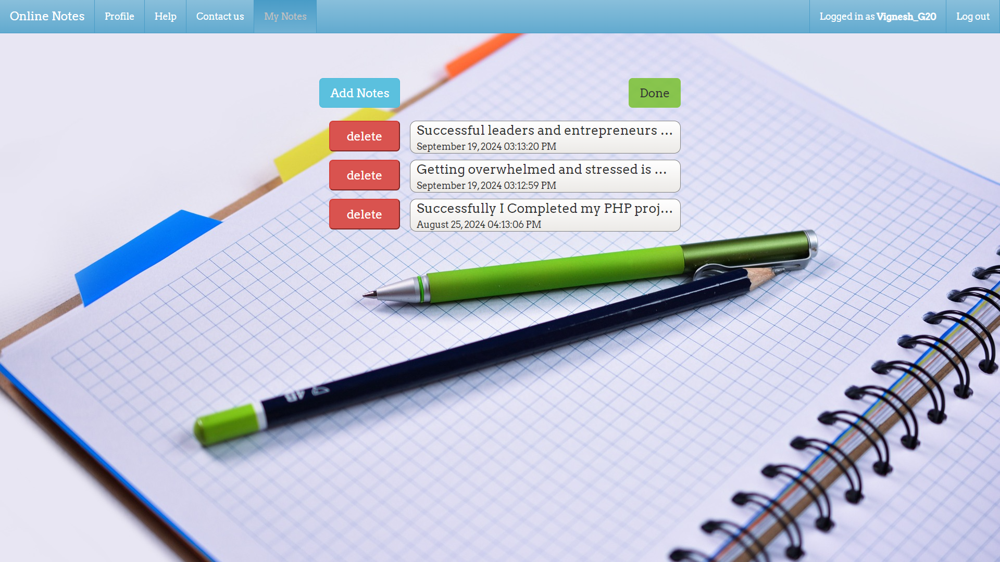 Online Notes
Profile
Help
Contact us
My Notes
Logged in as Vignesh_G20
Log out
Add Notes
Done
delete
Successful leaders and entrepreneurs ...
September 19, 2024 03:13:20 PM
delete
Getting overwhelmed and stressed is ...
September 19, 2024 03:12:59 PM
delete
Successfully I Completed my PHP proj...
August 25, 2024 04:13:06 PM
4B